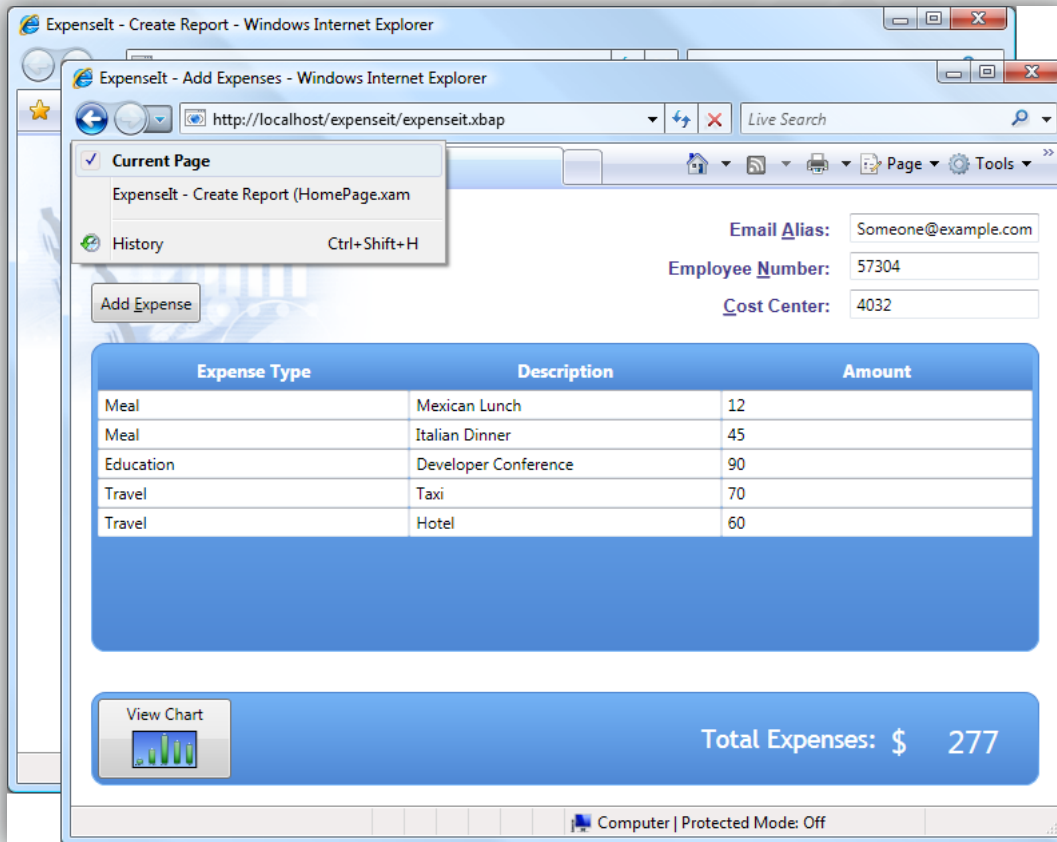 ExpenseIt - Create Report - Windows Internet Explorer
ExpenseIt - Add Expenses - Windows Internet Explorer
http://localhost/expenseit/expenseit.xbap
Live Search
Current Page
Page
Tools
ExpenseIt - Create Report (HomePage.xam
History Ctrl+Shift+H
Email Alias: Someone@example.com
Employee Number: 57304
Cost Center: 4032
Add Expense
Expense Type Description Amount
Meal Mexican Lunch 12
Meal Italian Dinner 45
Education Developer Conference 90
Travel Taxi 70
Travel Hotel 60
View Chart
Total Expenses: $ 277
Computer | Protected Mode: Off